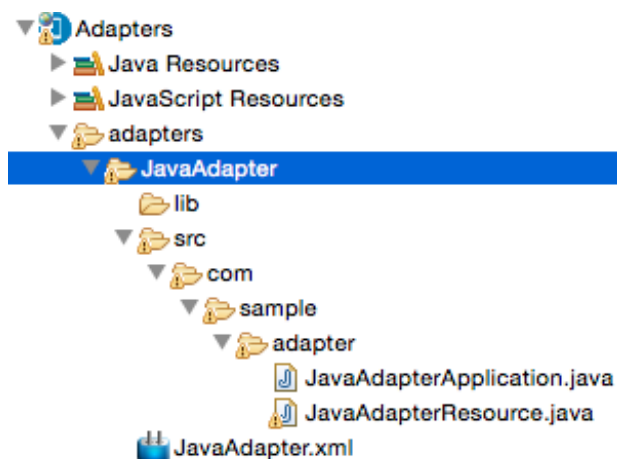 Adapters
Java Resources
JavaScript Resources
adapters
JavaAdapter
lib
src
com
sample
adapter
JavaAdapterApplication.java
JavaAdapterResource.java
JavaAdapter.xml